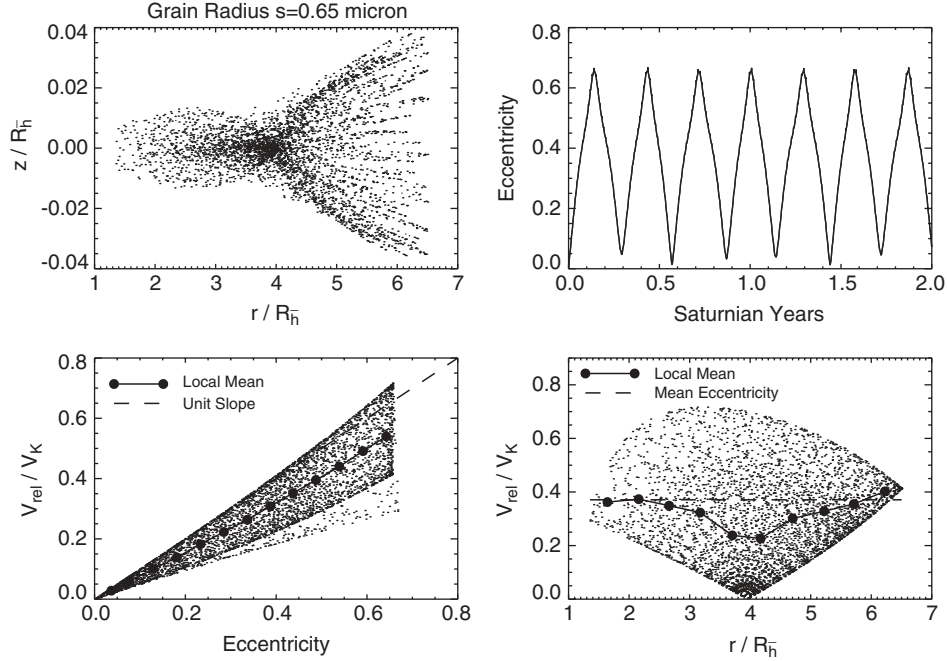 Grain Radius s=0.65 micron
0.04
0.02
0.00
-0.02
-0.04
z / R_h̄
1 2 3 4 5 6 7
r / R_h̄
0.8
0.6
0.4
0.2
0.0
Eccentricity
0.0 0.5 1.0 1.5 2.0
Saturnian Years
0.8
0.6
0.4
0.2
0.0
V_rel / V_K
Local Mean
Unit Slope
0.0 0.2 0.4 0.6 0.8
Eccentricity
0.8
0.6
0.4
0.2
0.0
V_rel / V_K
Local Mean
Mean Eccentricity
1 2 3 4 5 6 7
r / R_h̄